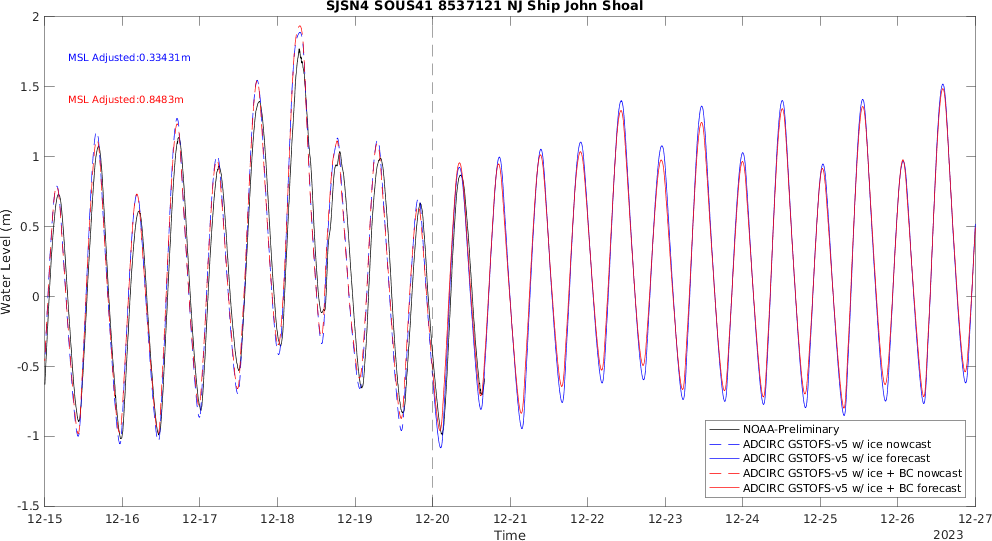 SJSN4 SOUS41 8537121 NJ Ship John Shoal
MSL Adjusted:0.33431m
MSL Adjusted:0.8483m
Water Level (m)
2
1.5
1
0.5
0
-0.5
-1
-1.5
NOAA-Preliminary
ADCIRC GSTOFS-v5 w/ ice nowcast
ADCIRC GSTOFS-v5 w/ ice forecast
ADCIRC GSTOFS-v5 w/ ice + BC nowcast
ADCIRC GSTOFS-v5 w/ ice + BC forecast
12-15 12-16 12-17 12-18 12-19 12-20 12-21 12-22 12-23 12-24 12-25 12-26 12-27
Time
2023